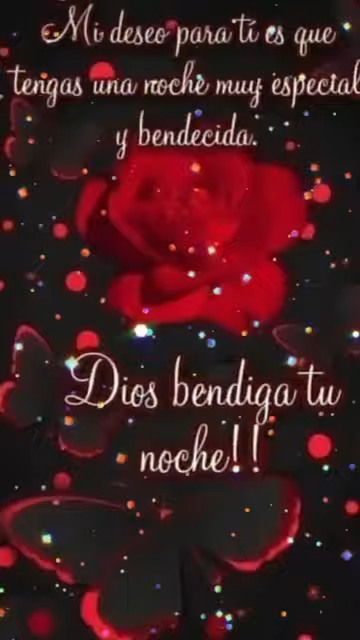 Mi deseo para ti es que
tengas una noche muy especial
y bendecida.
Dios bendiga tu
noche!!